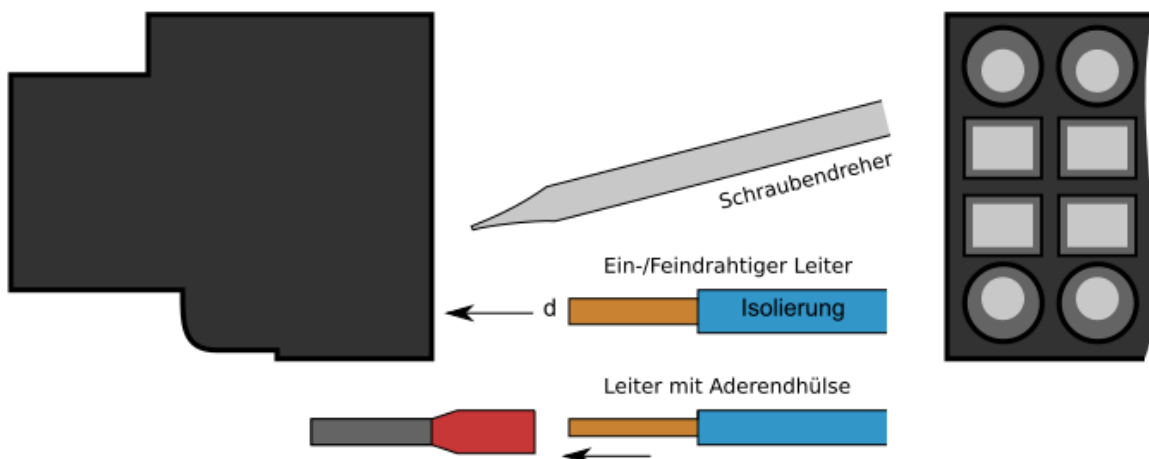 Schraubendreher
Ein-/Feindrahtiger Leiter
d
Isolierung
Leiter mit Aderendhülse